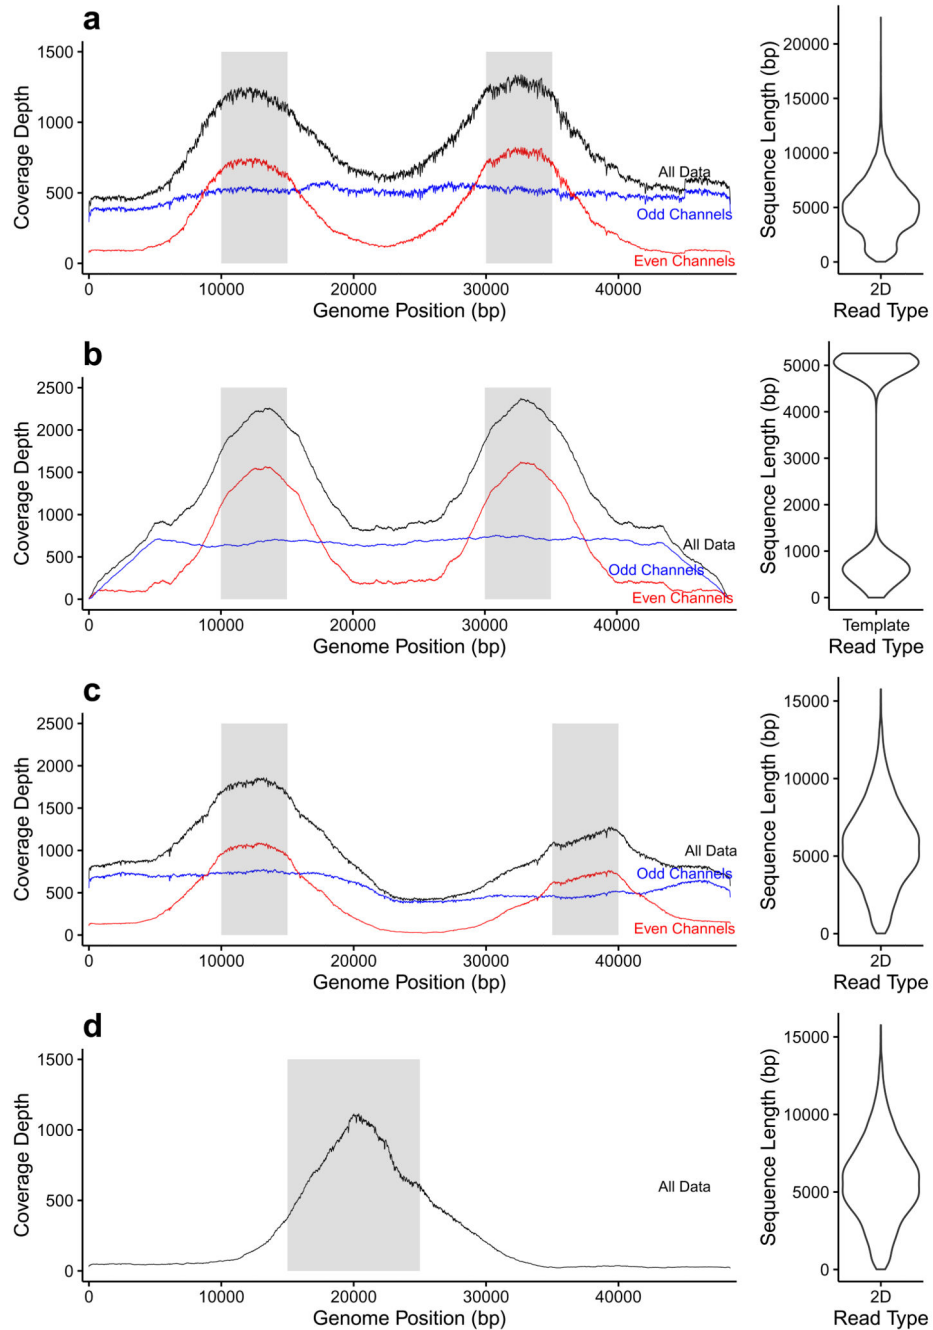 a
1500
1000
500
0
Coverage Depth
All Data
Odd Channels
Even Channels
0 10000 20000 30000 40000
Genome Position (bp)
20000
15000
10000
5000
0
Sequence Length (bp)
2D
Read Type
b
2500
2000
1500
1000
500
0
Coverage Depth
All Data
Odd Channels
Even Channels
0 10000 20000 30000 40000
Genome Position (bp)
5000
4000
3000
2000
1000
0
Sequence Length (bp)
Template
Read Type
c
2500
2000
1500
1000
500
0
Coverage Depth
All Data
Odd Channels
Even Channels
0 10000 20000 30000 40000
Genome Position (bp)
15000
10000
5000
0
Sequence Length (bp)
2D
Read Type
d
1500
1000
500
0
Coverage Depth
All Data
0 10000 20000 30000 40000
Genome Position (bp)
15000
10000
5000
0
Sequence Length (bp)
2D
Read Type